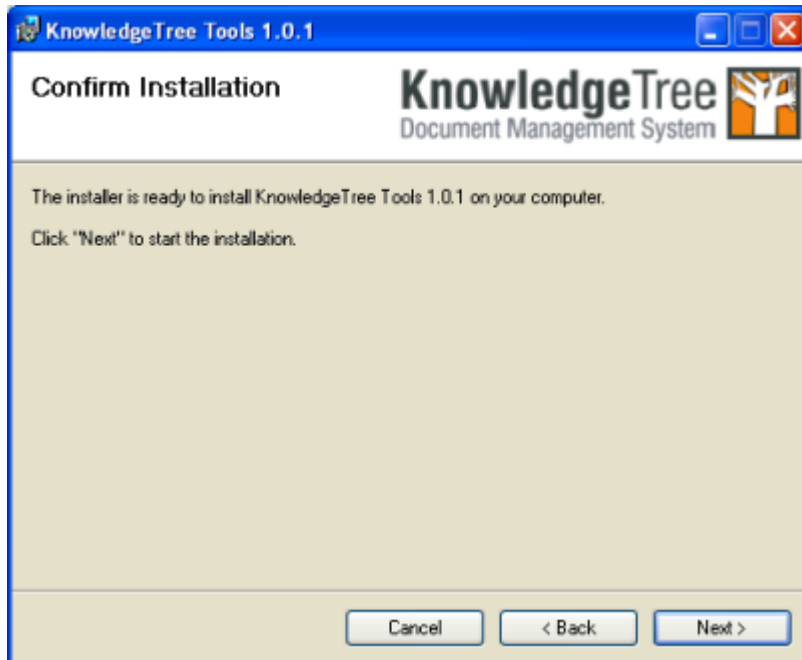 KnowledgeTree Tools 1.0.1
Confirm Installation
KnowledgeTree
Document Management System
The installer is ready to install KnowledgeTree Tools 1.0.1 on your computer.
Click "Next" to start the installation.
Cancel
< Back
Next >